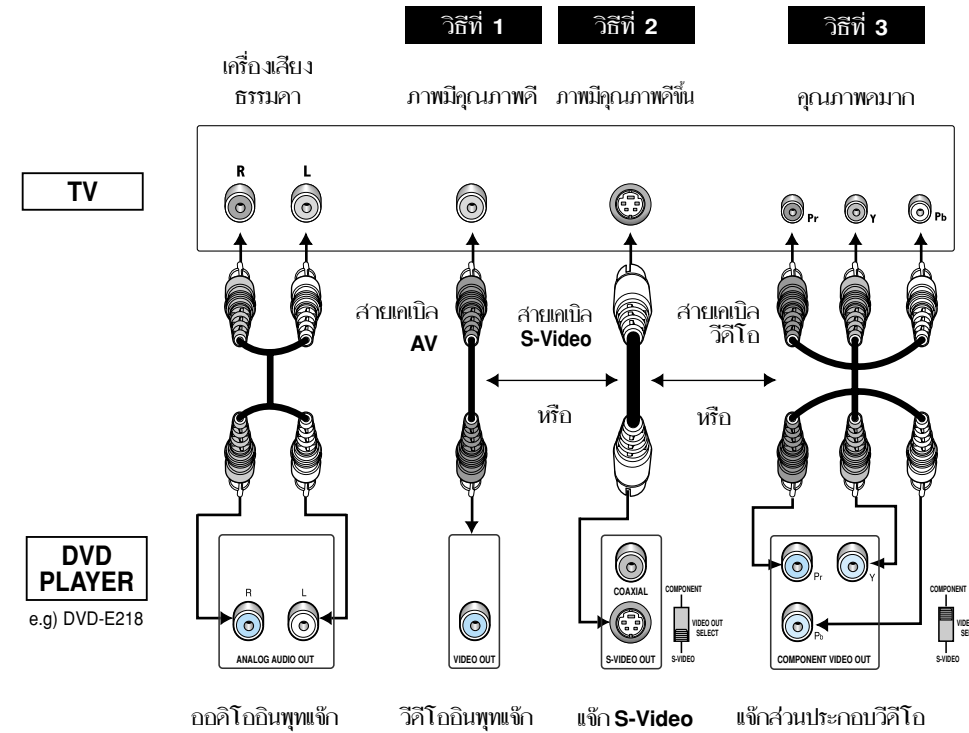 วิธีที่ 1
วิธีที่ 2
วิธีที่ 3
เครื่องเสียง
ธรรมดา
ภาพมีคุณภาพดี
ภาพมีคุณภาพดีขึ้น
คุณภาพดมาก
TV
R
L
Pr
Y
Pb
สายเคเบิล
AV
สายเคเบิล
S-Video
สายเคเบิล
วีดีโอ
หรือ
หรือ
DVD
PLAYER
e.g) DVD-E218
R
L
ANALOG AUDIO OUT
VIDEO OUT
COAXIAL
S-VIDEO OUT
COMPONENT
VIDEO OUT
SELECT
S-VIDEO
Pr
Y
Pb
COMPONENT VIDEO OUT
COMPONENT
S-VIDEO
ออดิโออินพุทแจ๊ก
วีดีโออินพุทแจ๊ก
แจ๊ก S-Video
แจ๊กส่วนประกอบวีดีโอ